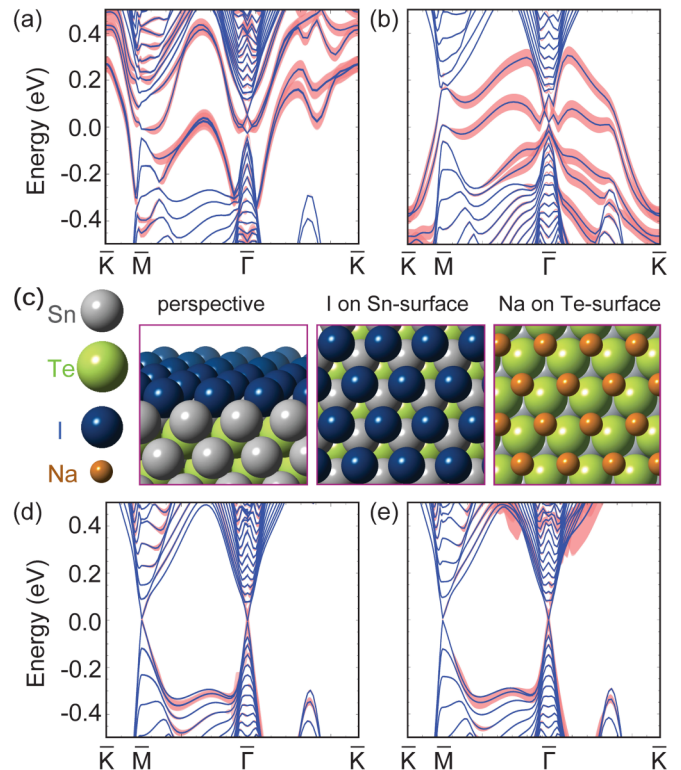 (a) (b)
Energy (eV)
0.4
0.2
0.0
-0.2
-0.4
K̅ M̅ Γ̅ K̅ K̅ M̅ Γ̅ K̅
(c) perspective I on Sn-surface Na on Te-surface
Sn
Te
I
Na
(d) (e)
Energy (eV)
0.4
0.2
0.0
-0.2
-0.4
K̅ M̅ Γ̅ K̅ K̅ M̅ Γ̅ K̅